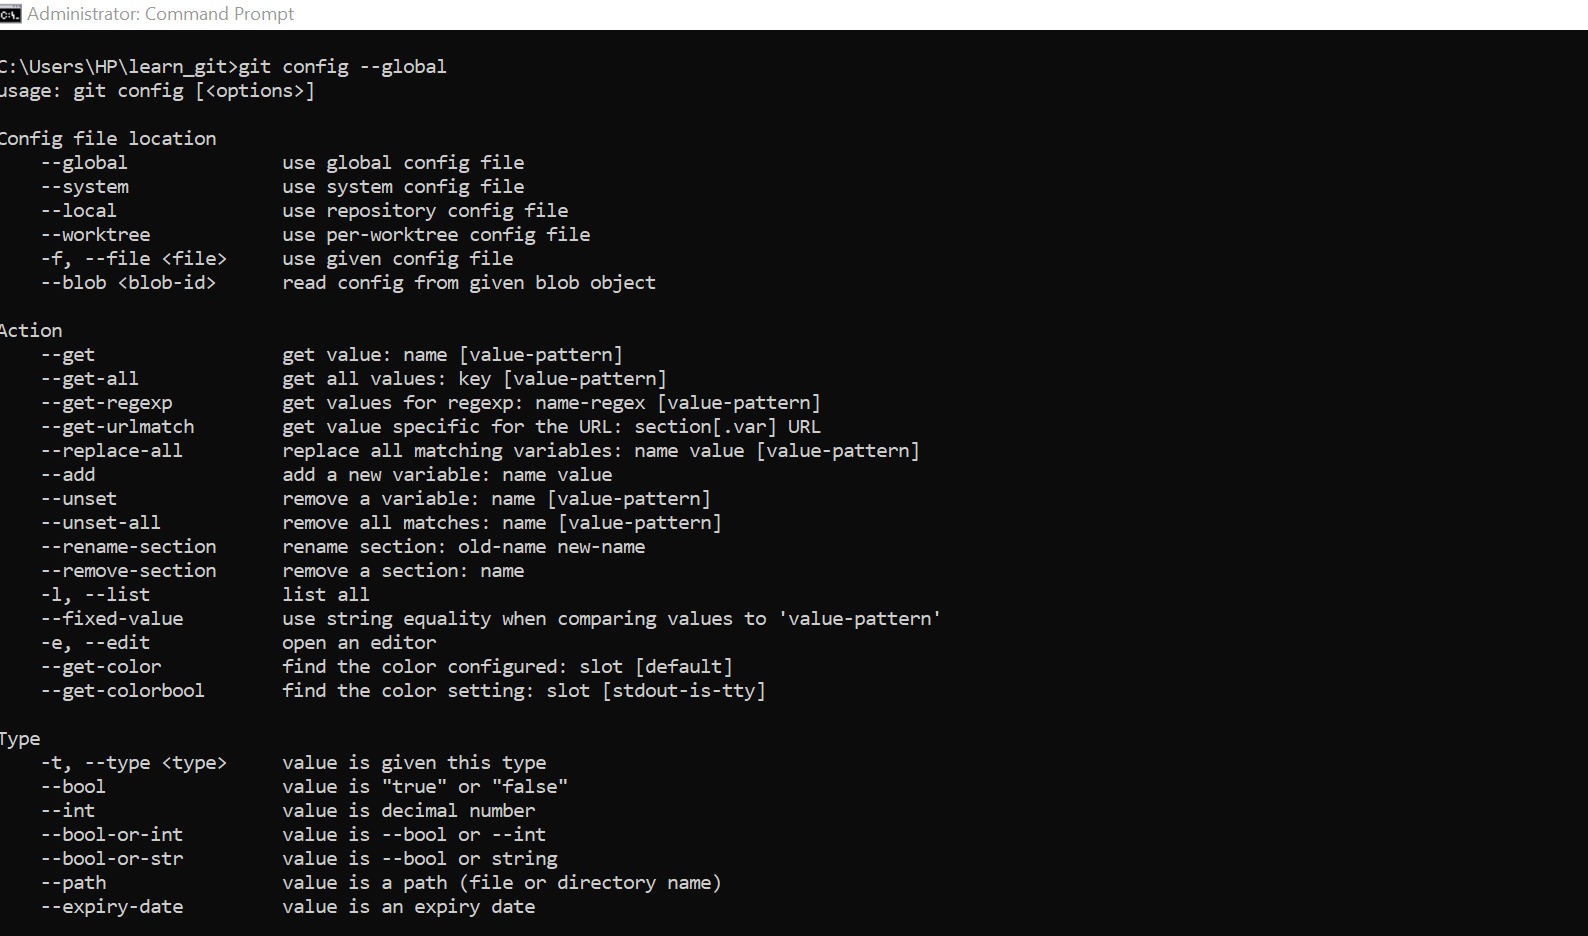 Administrator: Command Prompt
C:\Users\HP\learn_git>git config --global
usage: git config [<options>]
Config file location
--global use global config file
--system use system config file
--local use repository config file
--worktree use per-worktree config file
-f, --file <file> use given config file
--blob <blob-id> read config from given blob object
Action
--get get value: name [value-pattern]
--get-all get all values: key [value-pattern]
--get-regexp get values for regexp: name-regex [value-pattern]
--get-urlmatch get value specific for the URL: section[.var] URL
--replace-all replace all matching variables: name value [value-pattern]
--add add a new variable: name value
--unset remove a variable: name [value-pattern]
--unset-all remove all matches: name [value-pattern]
--rename-section rename section: old-name new-name
--remove-section remove a section: name
-l, --list list all
--fixed-value use string equality when comparing values to 'value-pattern'
-e, --edit open an editor
--get-color find the color configured: slot [default]
--get-colorbool find the color setting: slot [stdout-is-tty]
Type
-t, --type <type> value is given this type
--bool value is "true" or "false"
--int value is decimal number
--bool-or-int value is --bool or --int
--bool-or-str value is --bool or string
--path value is a path (file or directory name)
--expiry-date value is an expiry date